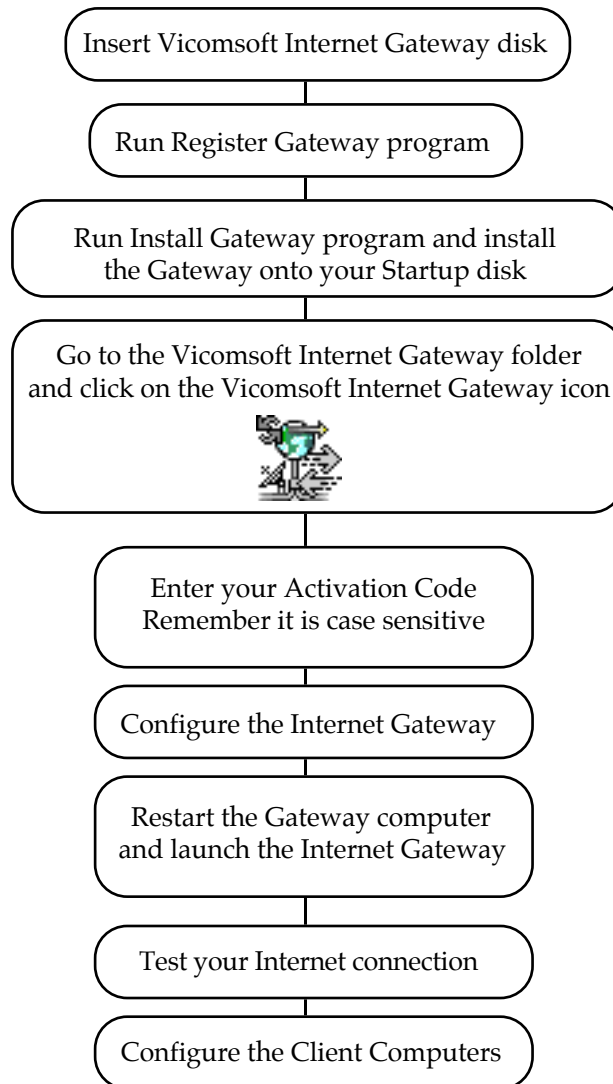 Insert Vicomsoft Internet Gateway disk
Run Register Gateway program
Run Install Gateway program and install
the Gateway onto your Startup disk
Go to the Vicomsoft Internet Gateway folder
and click on the Vicomsoft Internet Gateway icon
Enter your Activation Code
Remember it is case sensitive
Configure the Internet Gateway
Restart the Gateway computer
and launch the Internet Gateway
Test your Internet connection
Configure the Client Computers